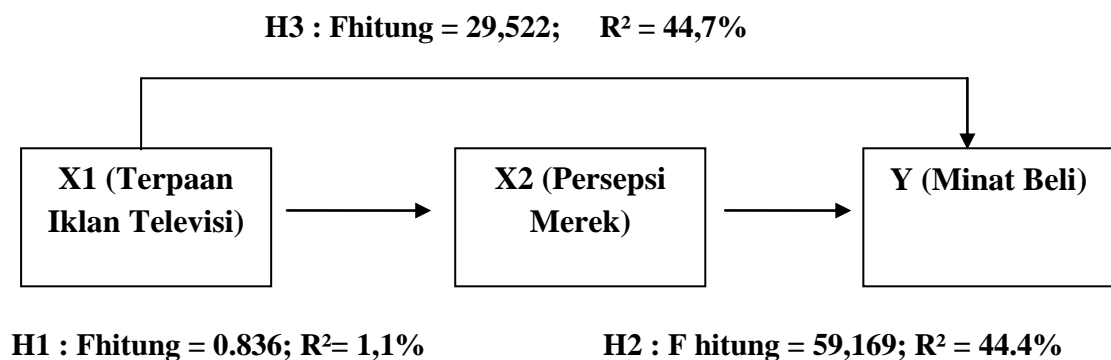 H3 : Fhitung = 29,522; R² = 44,7%
X1 (Terpaan
Iklan Televisi)
X2 (Persepsi
Merek)
Y (Minat Beli)
H1 : Fhitung = 0.836; R²= 1,1%
H2 : F hitung = 59,169; R² = 44.4%